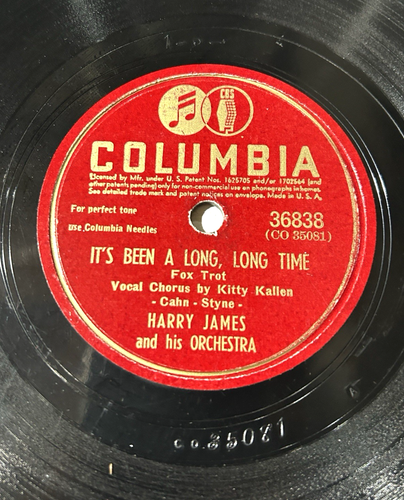 CBS
COLUMBIA
Licensed by Mfr. under U. S. Patent Nos. 1625705 and/or 1702564 (and
other patents pending) only for non-commercial use on phonographs in homes.
See detailed trade mark and patent notices on envelope. Made in U. S. A.
For perfect tone
use Columbia Needles
36838
(CO 35081)
IT'S BEEN A LONG, LONG TIME
Fox Trot
Vocal Chorus by Kitty Kallen
- Cahn - Styne -
HARRY JAMES
and his ORCHESTRA